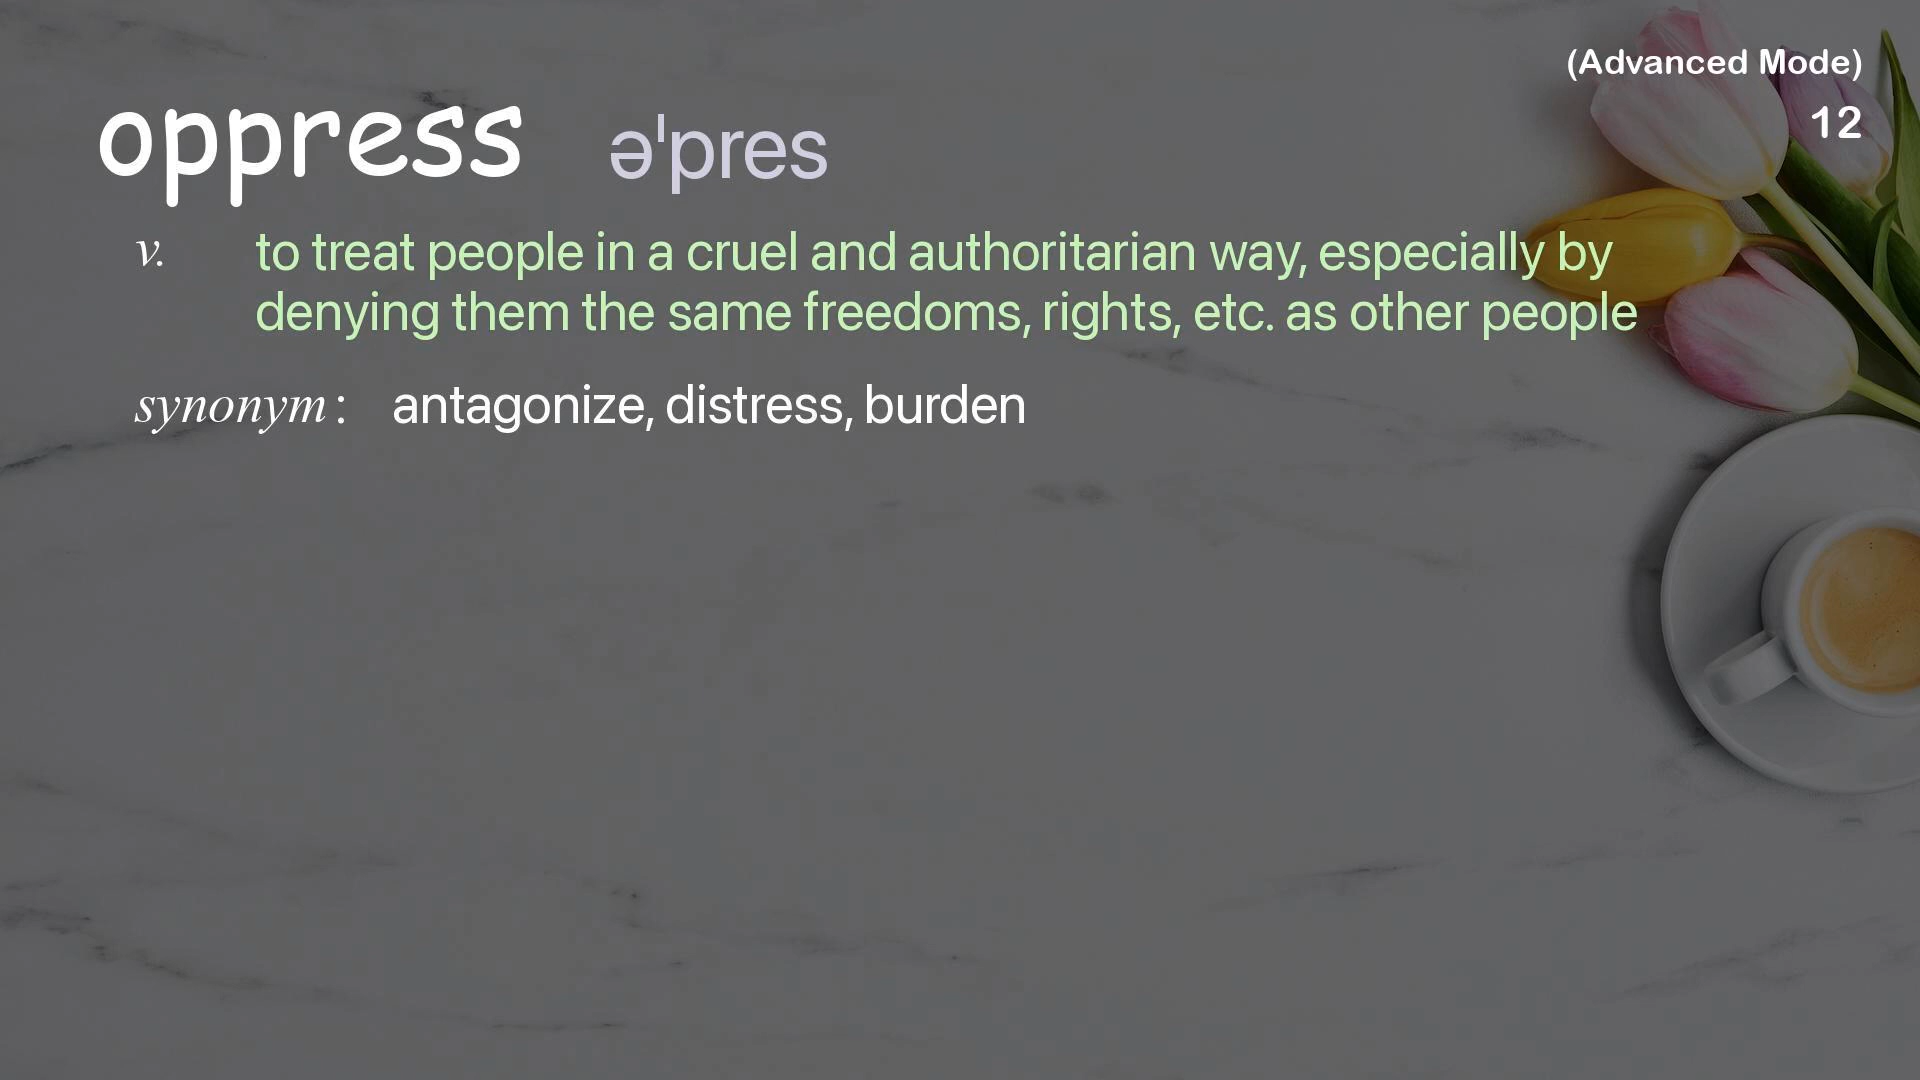 (Advanced Mode)
12
oppress əˈpres
v. to treat people in a cruel and authoritarian way, especially by
denying them the same freedoms, rights, etc. as other people
synonym : antagonize, distress, burden